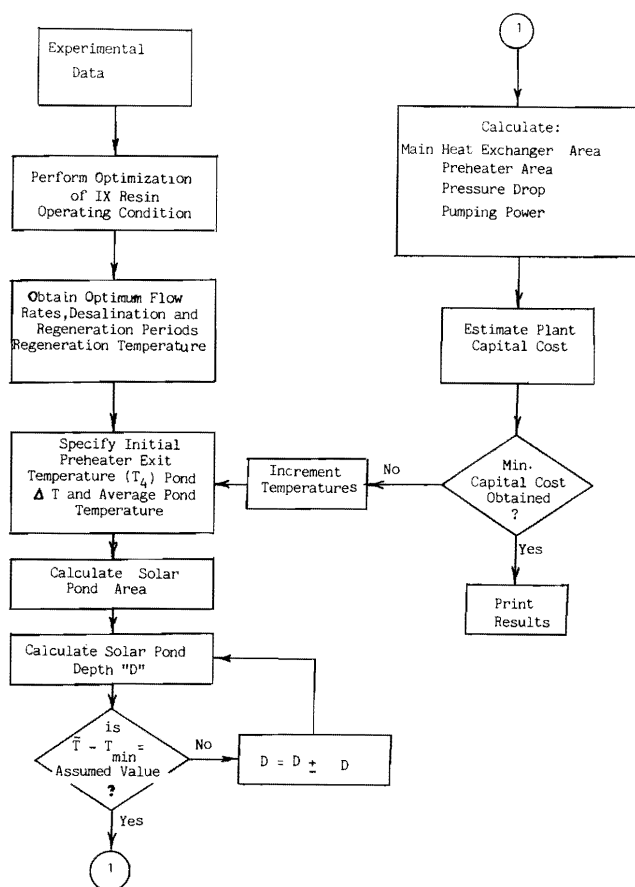 Experimental
Data
Perform Optimization
of IX Resin
Operating Condition
Obtain Optimum Flow
Rates,Desalination and
Regeneration Periods
Regeneration Temperature
Specify Initial
Preheater Exit
Temperature (T4) Pond
Δ T and Average Pond
Temperature
Calculate Solar
Pond Area
Calculate Solar Pond
Depth "D"
is
T̄ - Tmin =
Assumed Value
?
No
D = D ± D
Yes
1
1
Calculate:
Main Heat Exchanger Area
Preheater Area
Pressure Drop
Pumping Power
Estimate Plant
Capital Cost
Min.
Capital Cost
Obtained
?
No
Increment
Temperatures
Yes
Print
Results